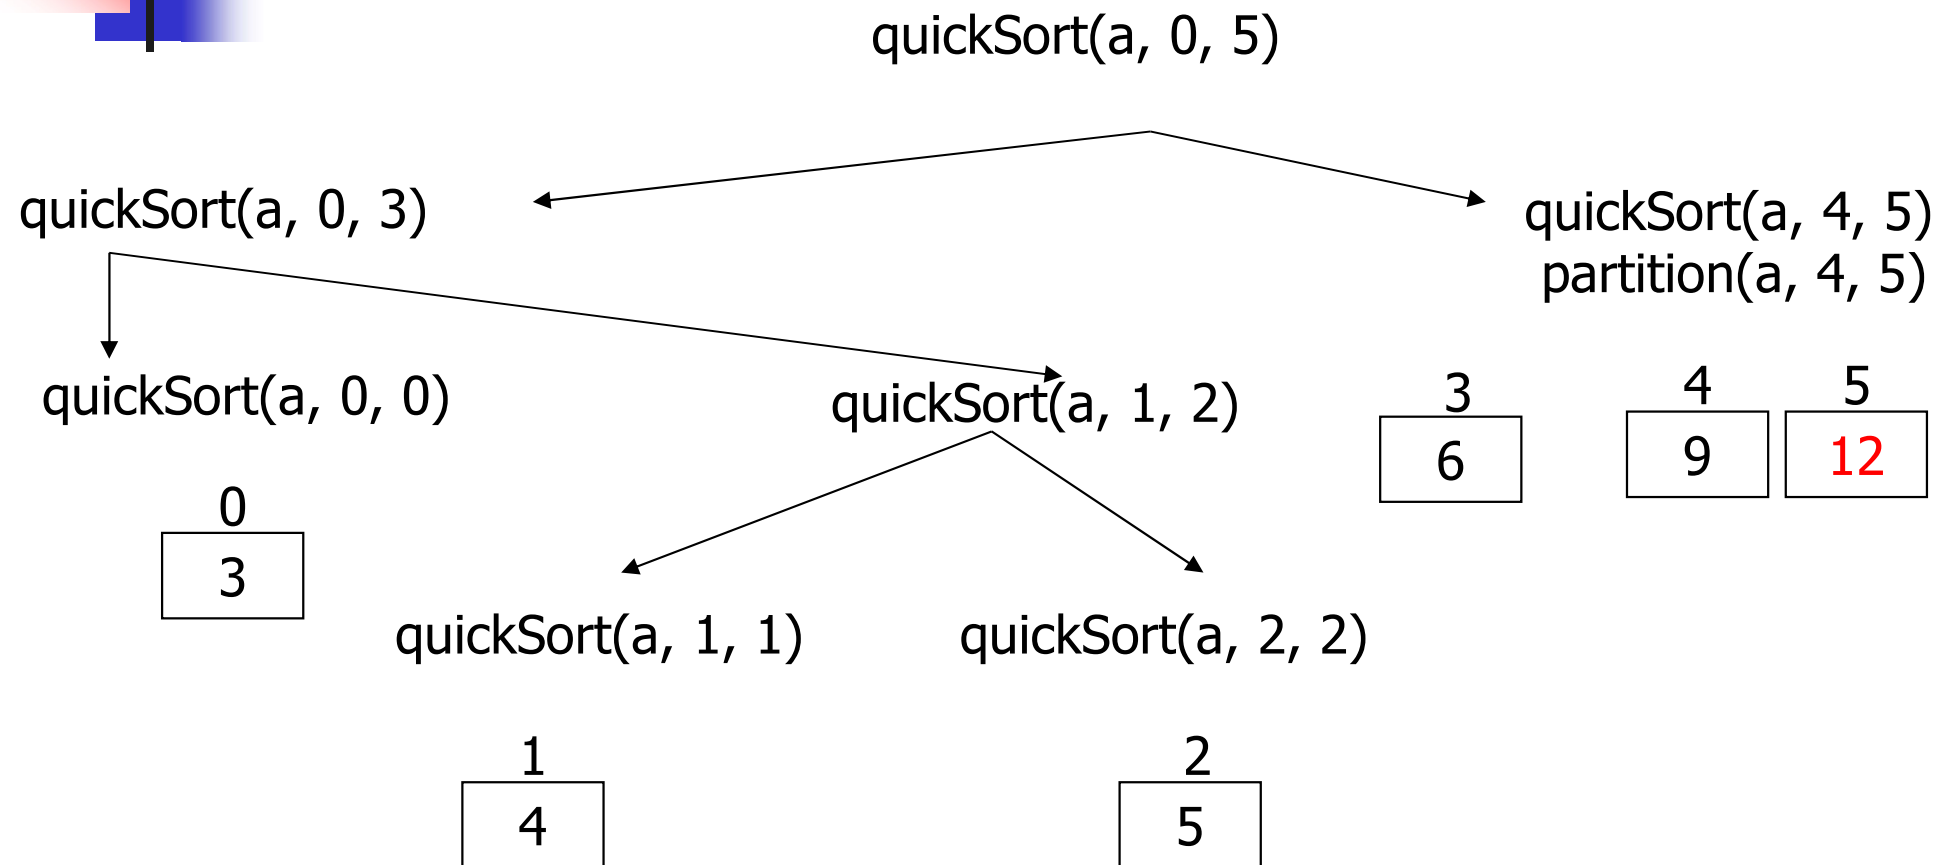 quickSort(a, 0, 5)
quickSort(a, 0, 3)
quickSort(a, 4, 5)
partition(a, 4, 5)
quickSort(a, 0, 0)
quickSort(a, 1, 2)
3
4
5
6
9
12
0
3
quickSort(a, 1, 1)
quickSort(a, 2, 2)
1
2
4
5